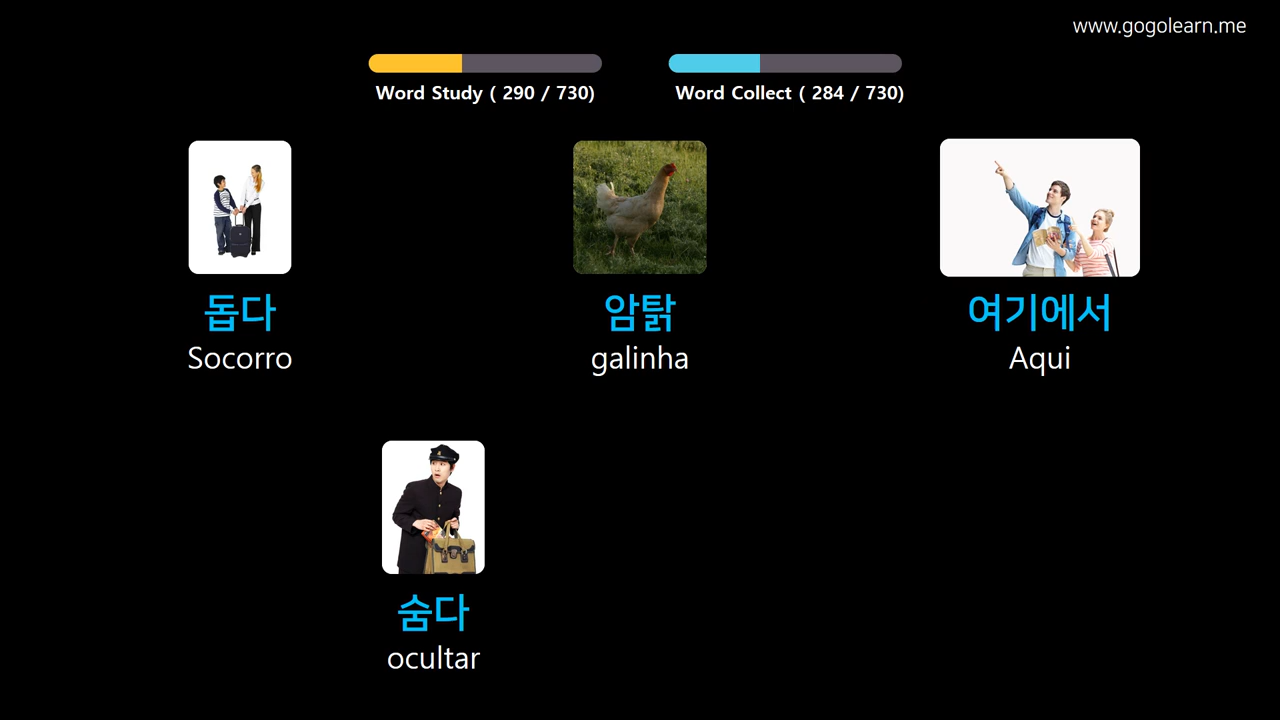 www.gogolearn.me
Word Study ( 290 / 730)
Word Collect ( 284 / 730)
돕다
Socorro
암탉
galinha
여기에서
Aqui
숨다
ocultar